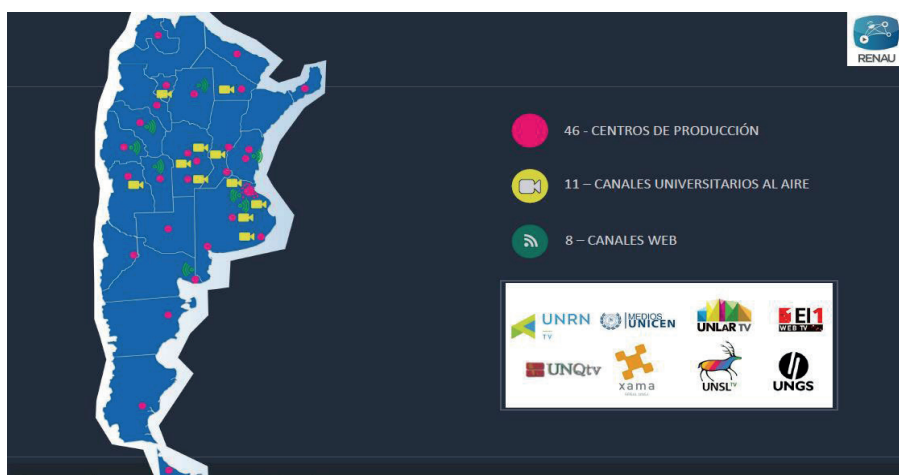 RENAU
46 - CENTROS DE PRODUCCIÓN
11 – CANALES UNIVERSITARIOS AL AIRE
8 – CANALES WEB
UNRN
TV
MEDIOS
UNICEN
UNLAR TV
EI1
WEB TV
UNQtv
xama
UNSL TV
UNGS